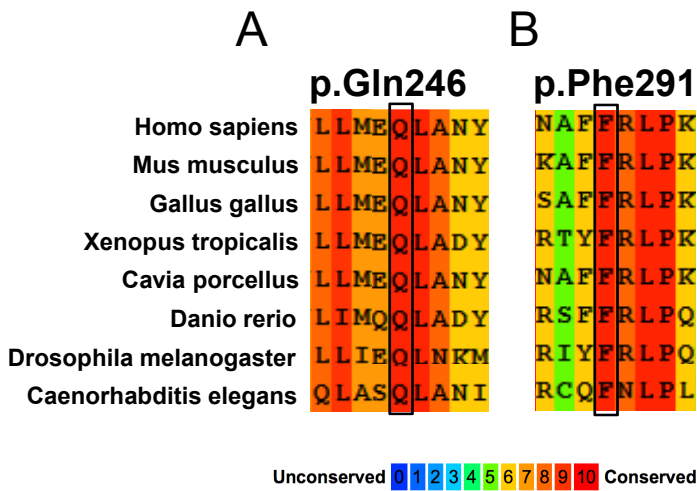 A B
p.Gln246 p.Phe291
Homo sapiens LLMEQLANY NAFFRLPK
Mus musculus LLMEQLANY KAFFRLPK
Gallus gallus LLMEQLANY SAFFRLPK
Xenopus tropicalis LLMEQLADY RTYFRLPK
Cavia porcellus LLMEQLANY NAFFRLPK
Danio rerio LIMQQLADY RSFFRLPQ
Drosophila melanogaster LLIEQLNKM RIYFRLPQ
Caenorhabditis elegans QLASQLANI RCQFNLPL
Unconserved 0 1 2 3 4 5 6 7 8 9 10 Conserved